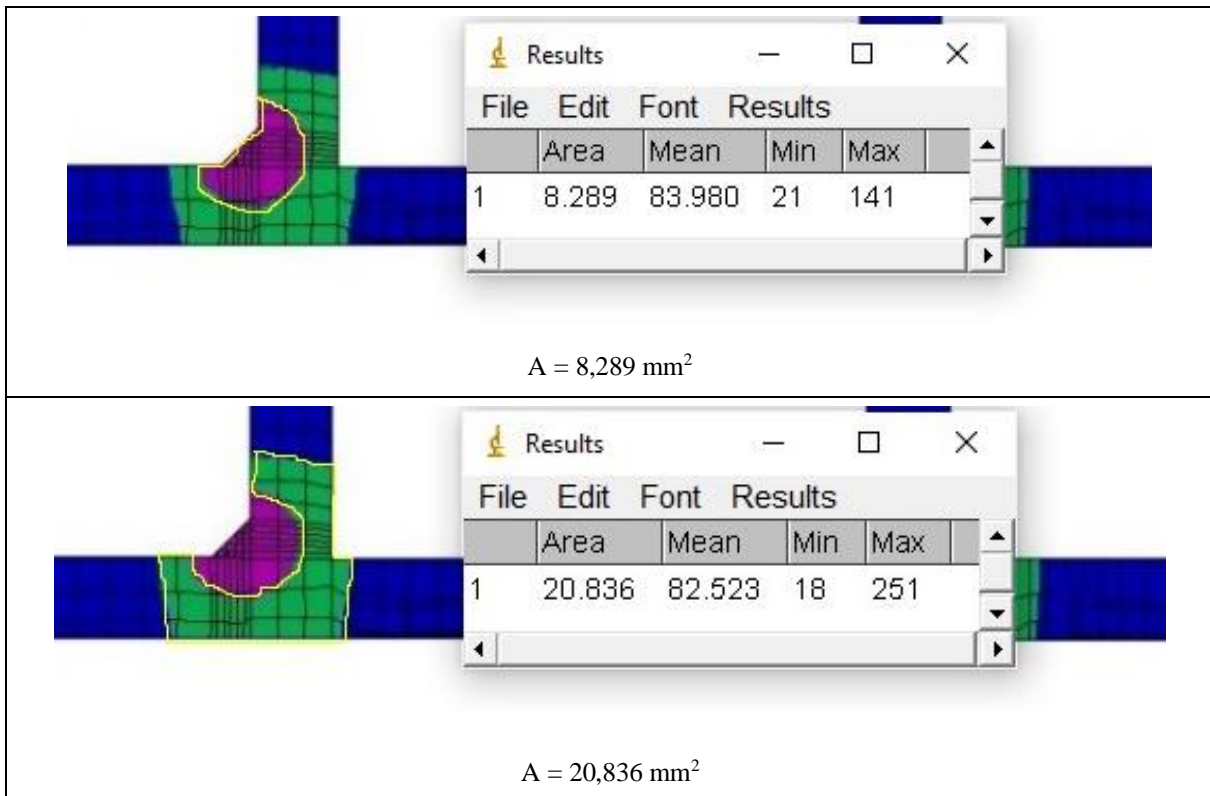 Results
File Edit Font Results
Area Mean Min Max
1 8.289 83.980 21 141
A = 8,289 mm²
Results
File Edit Font Results
Area Mean Min Max
1 20.836 82.523 18 251
A = 20,836 mm²